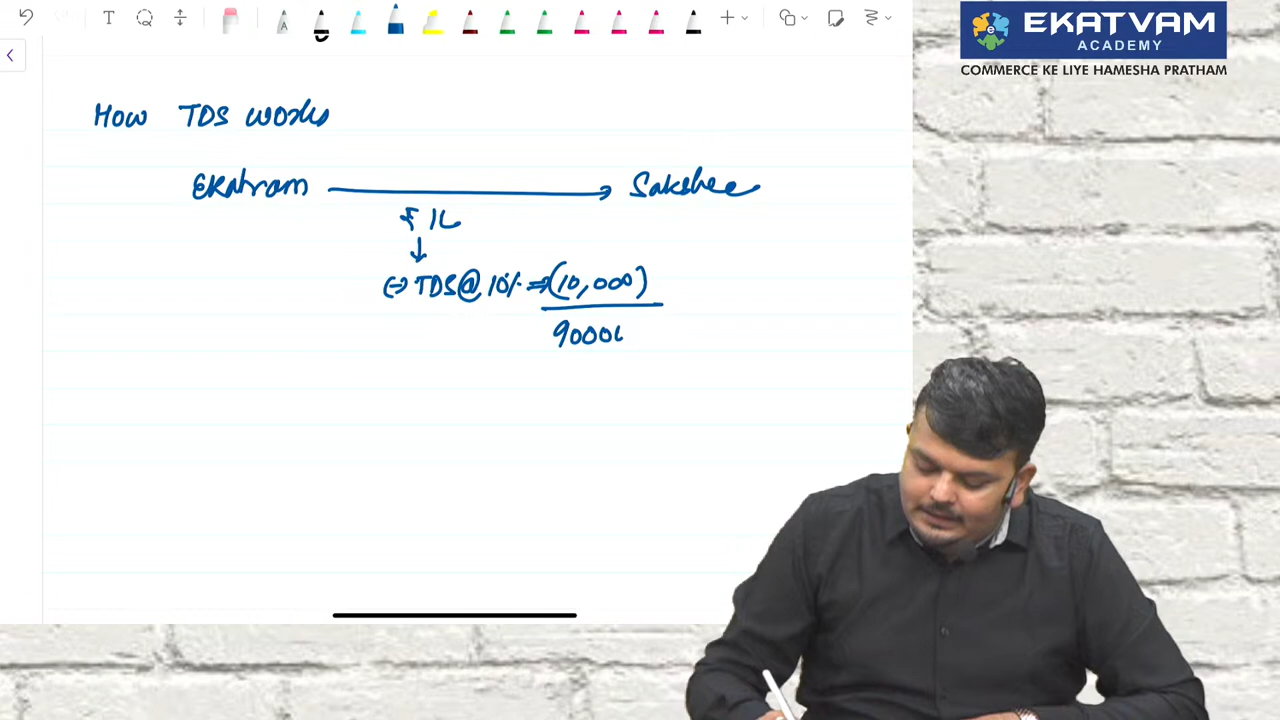 EKATVAM
ACADEMY
COMMERCE KE LIYE HAMESHA PRATHAM
How TDS works
Ekatvam → Sakshee
₹ 1L
↓
(-) TDS@ 10% ⇒ (10,000)
90000